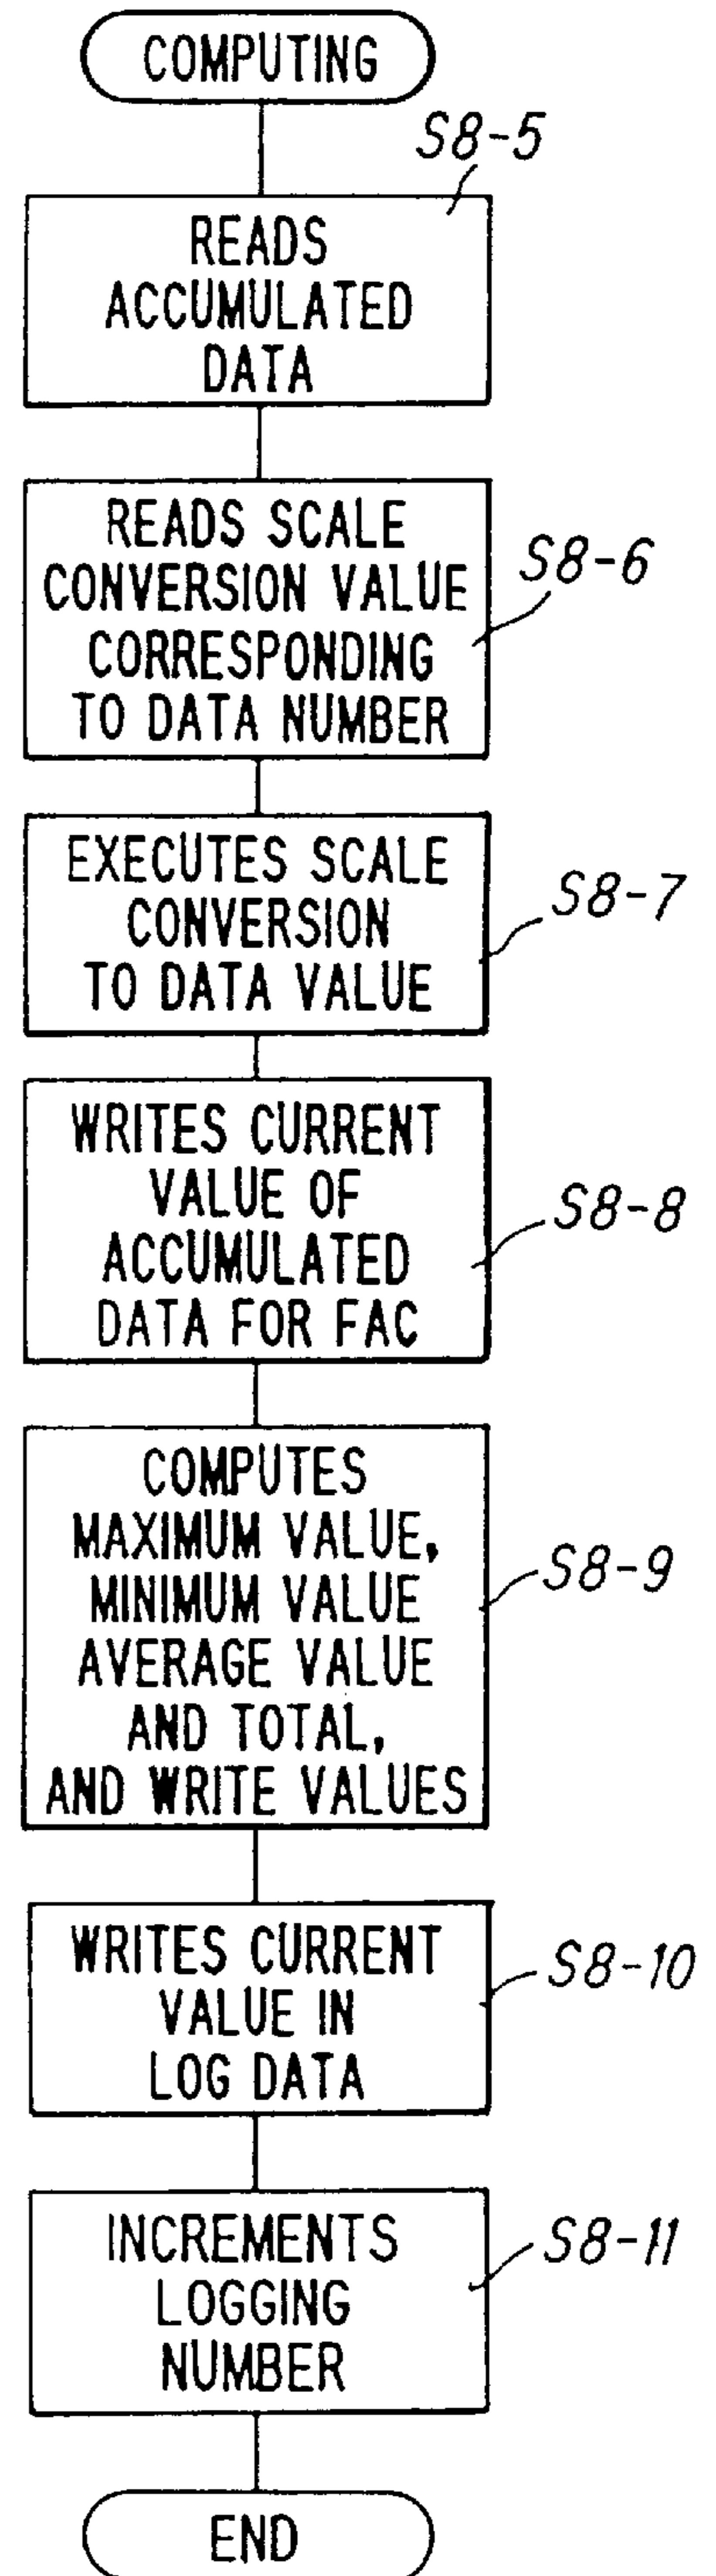 COMPUTING
S8-5
READS
ACCUMULATED
DATA
READS SCALE
CONVERSION VALUE
CORRESPONDING
TO DATA NUMBER
S8-6
EXECUTES SCALE
CONVERSION
TO DATA VALUE
S8-7
WRITES CURRENT
VALUE OF
ACCUMULATED
DATA FOR FAC
S8-8
COMPUTES
MAXIMUM VALUE,
MINIMUM VALUE
AVERAGE VALUE
AND TOTAL,
AND WRITE VALUES
S8-9
WRITES CURRENT
VALUE IN
LOG DATA
S8-10
INCREMENTS
LOGGING
NUMBER
S8-11
END